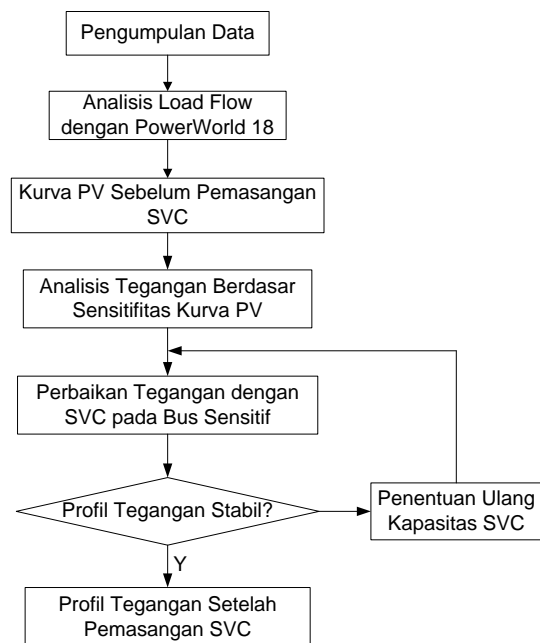 Pengumpulan Data
Analisis Load Flow
dengan PowerWorld 18
Kurva PV Sebelum Pemasangan
SVC
Analisis Tegangan Berdasar
Sensitifitas Kurva PV
Perbaikan Tegangan dengan
SVC pada Bus Sensitif
Profil Tegangan Stabil?
Penentuan Ulang
Kapasitas SVC
Y
Profil Tegangan Setelah
Pemasangan SVC